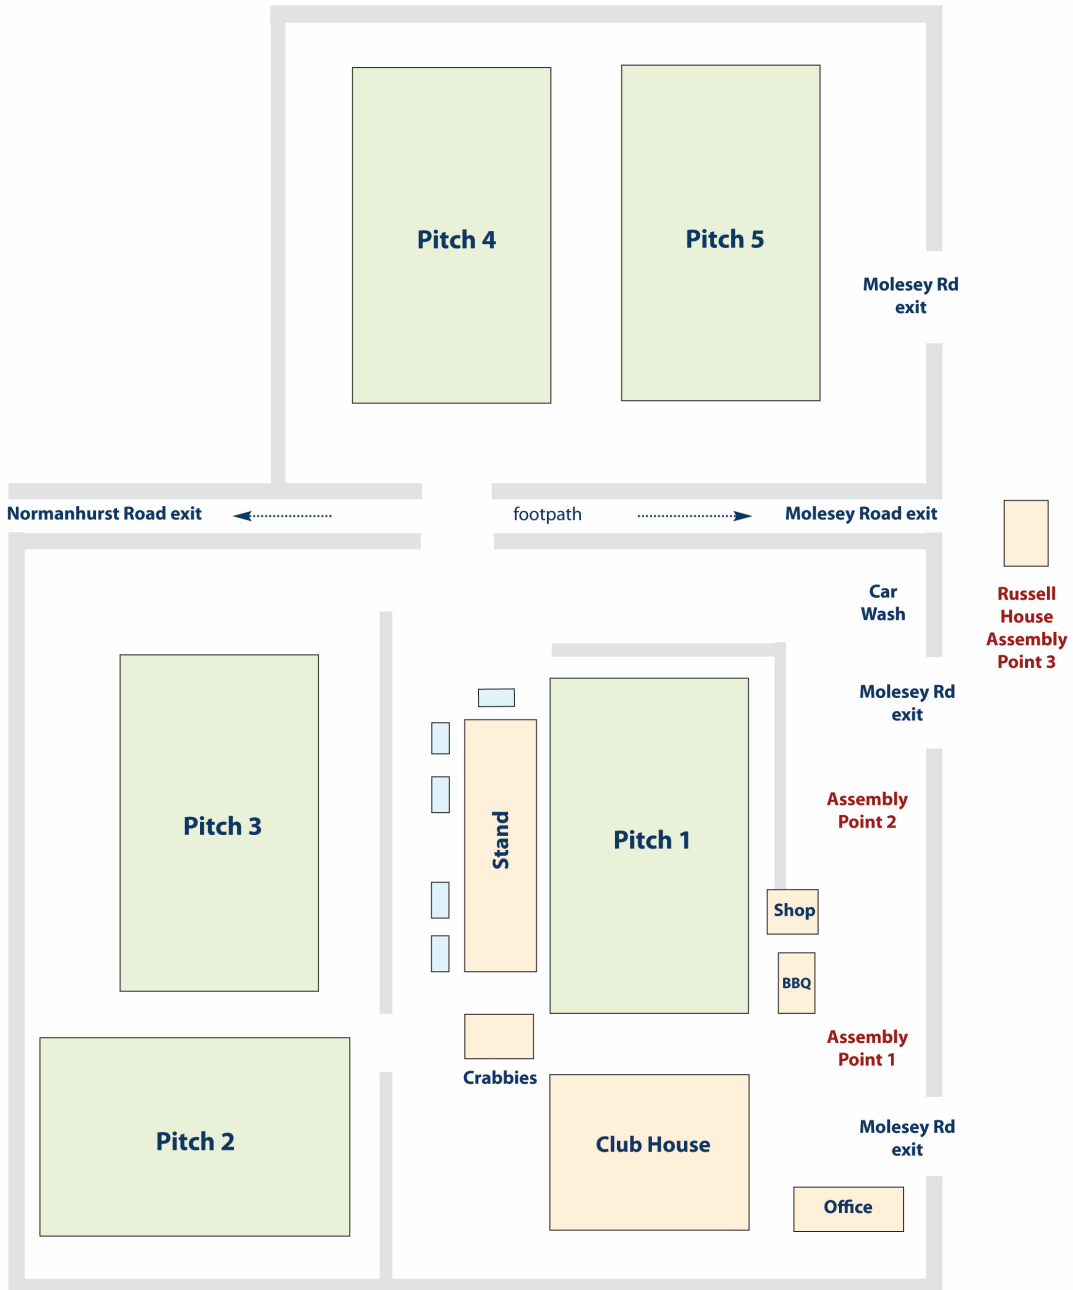 Pitch 4
Pitch 5
Molesey Rd
exit
Normanhurst Road exit
footpath
Molesey Road exit
Car
Wash
Russell
House
Assembly
Point 3
Molesey Rd
exit
Assembly
Point 2
Pitch 3
Stand
Pitch 1
Shop
BBQ
Assembly
Point 1
Crabbies
Pitch 2
Club House
Molesey Rd
exit
Office